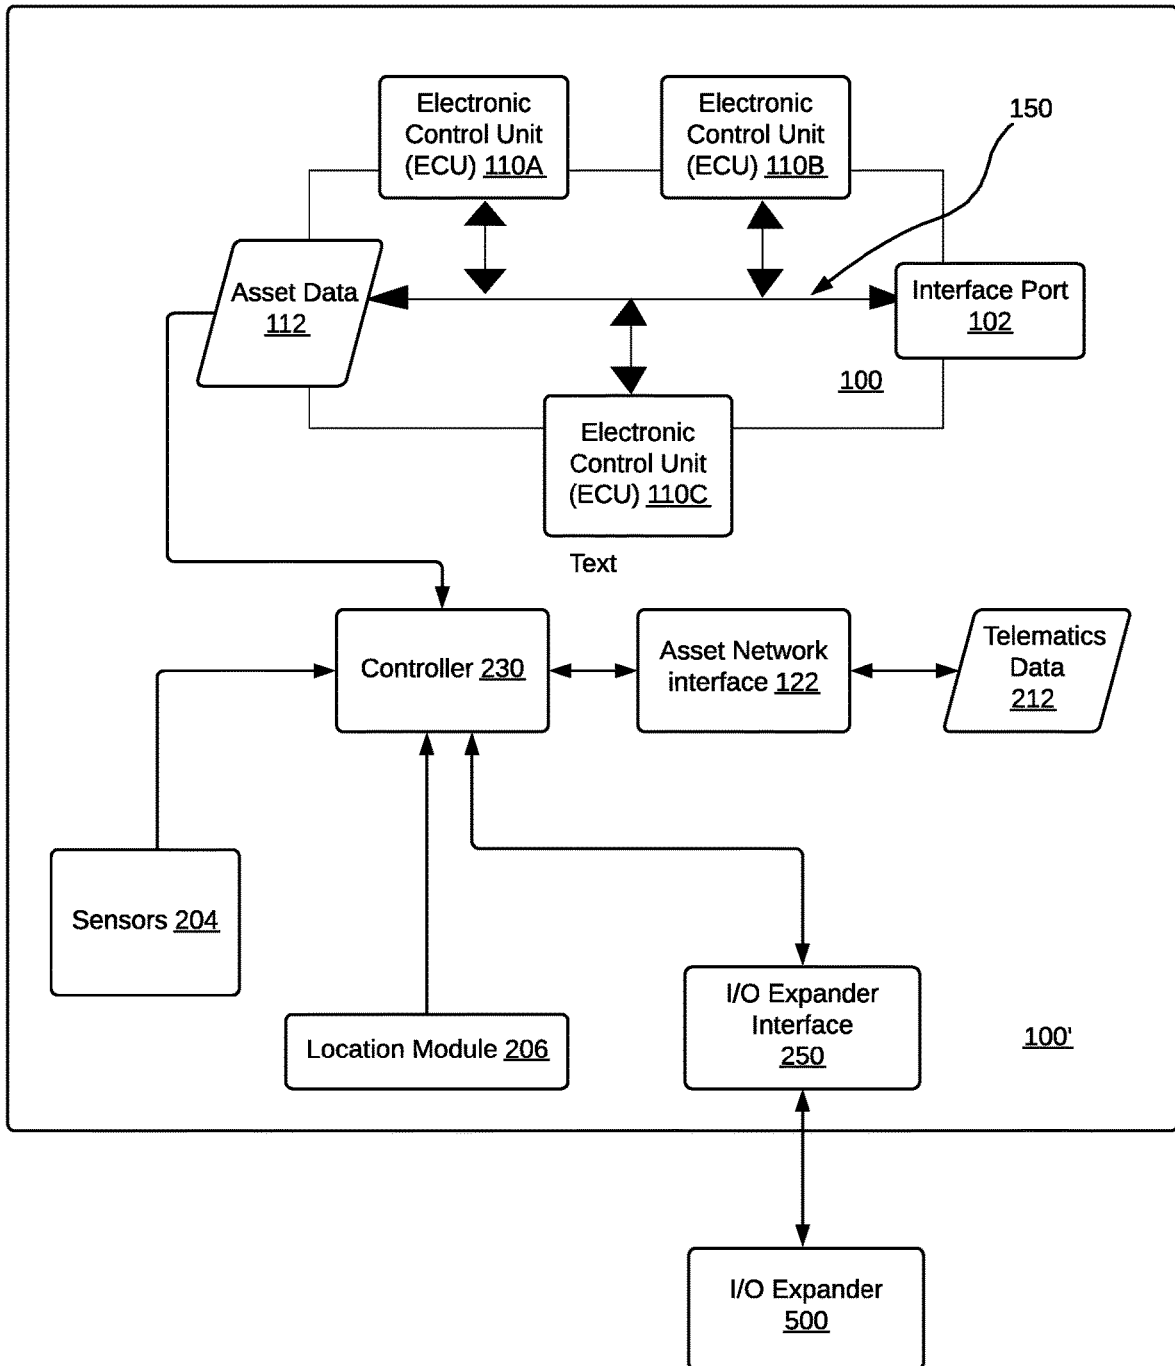 Electronic
Control Unit
(ECU) 110A
Electronic
Control Unit
(ECU) 110B
150
Asset Data
112
Interface Port
102
100
Electronic
Control Unit
(ECU) 110C
Text
Controller 230
Asset Network
interface 122
Telematics
Data
212
Sensors 204
Location Module 206
I/O Expander
Interface
250
100'
I/O Expander
500